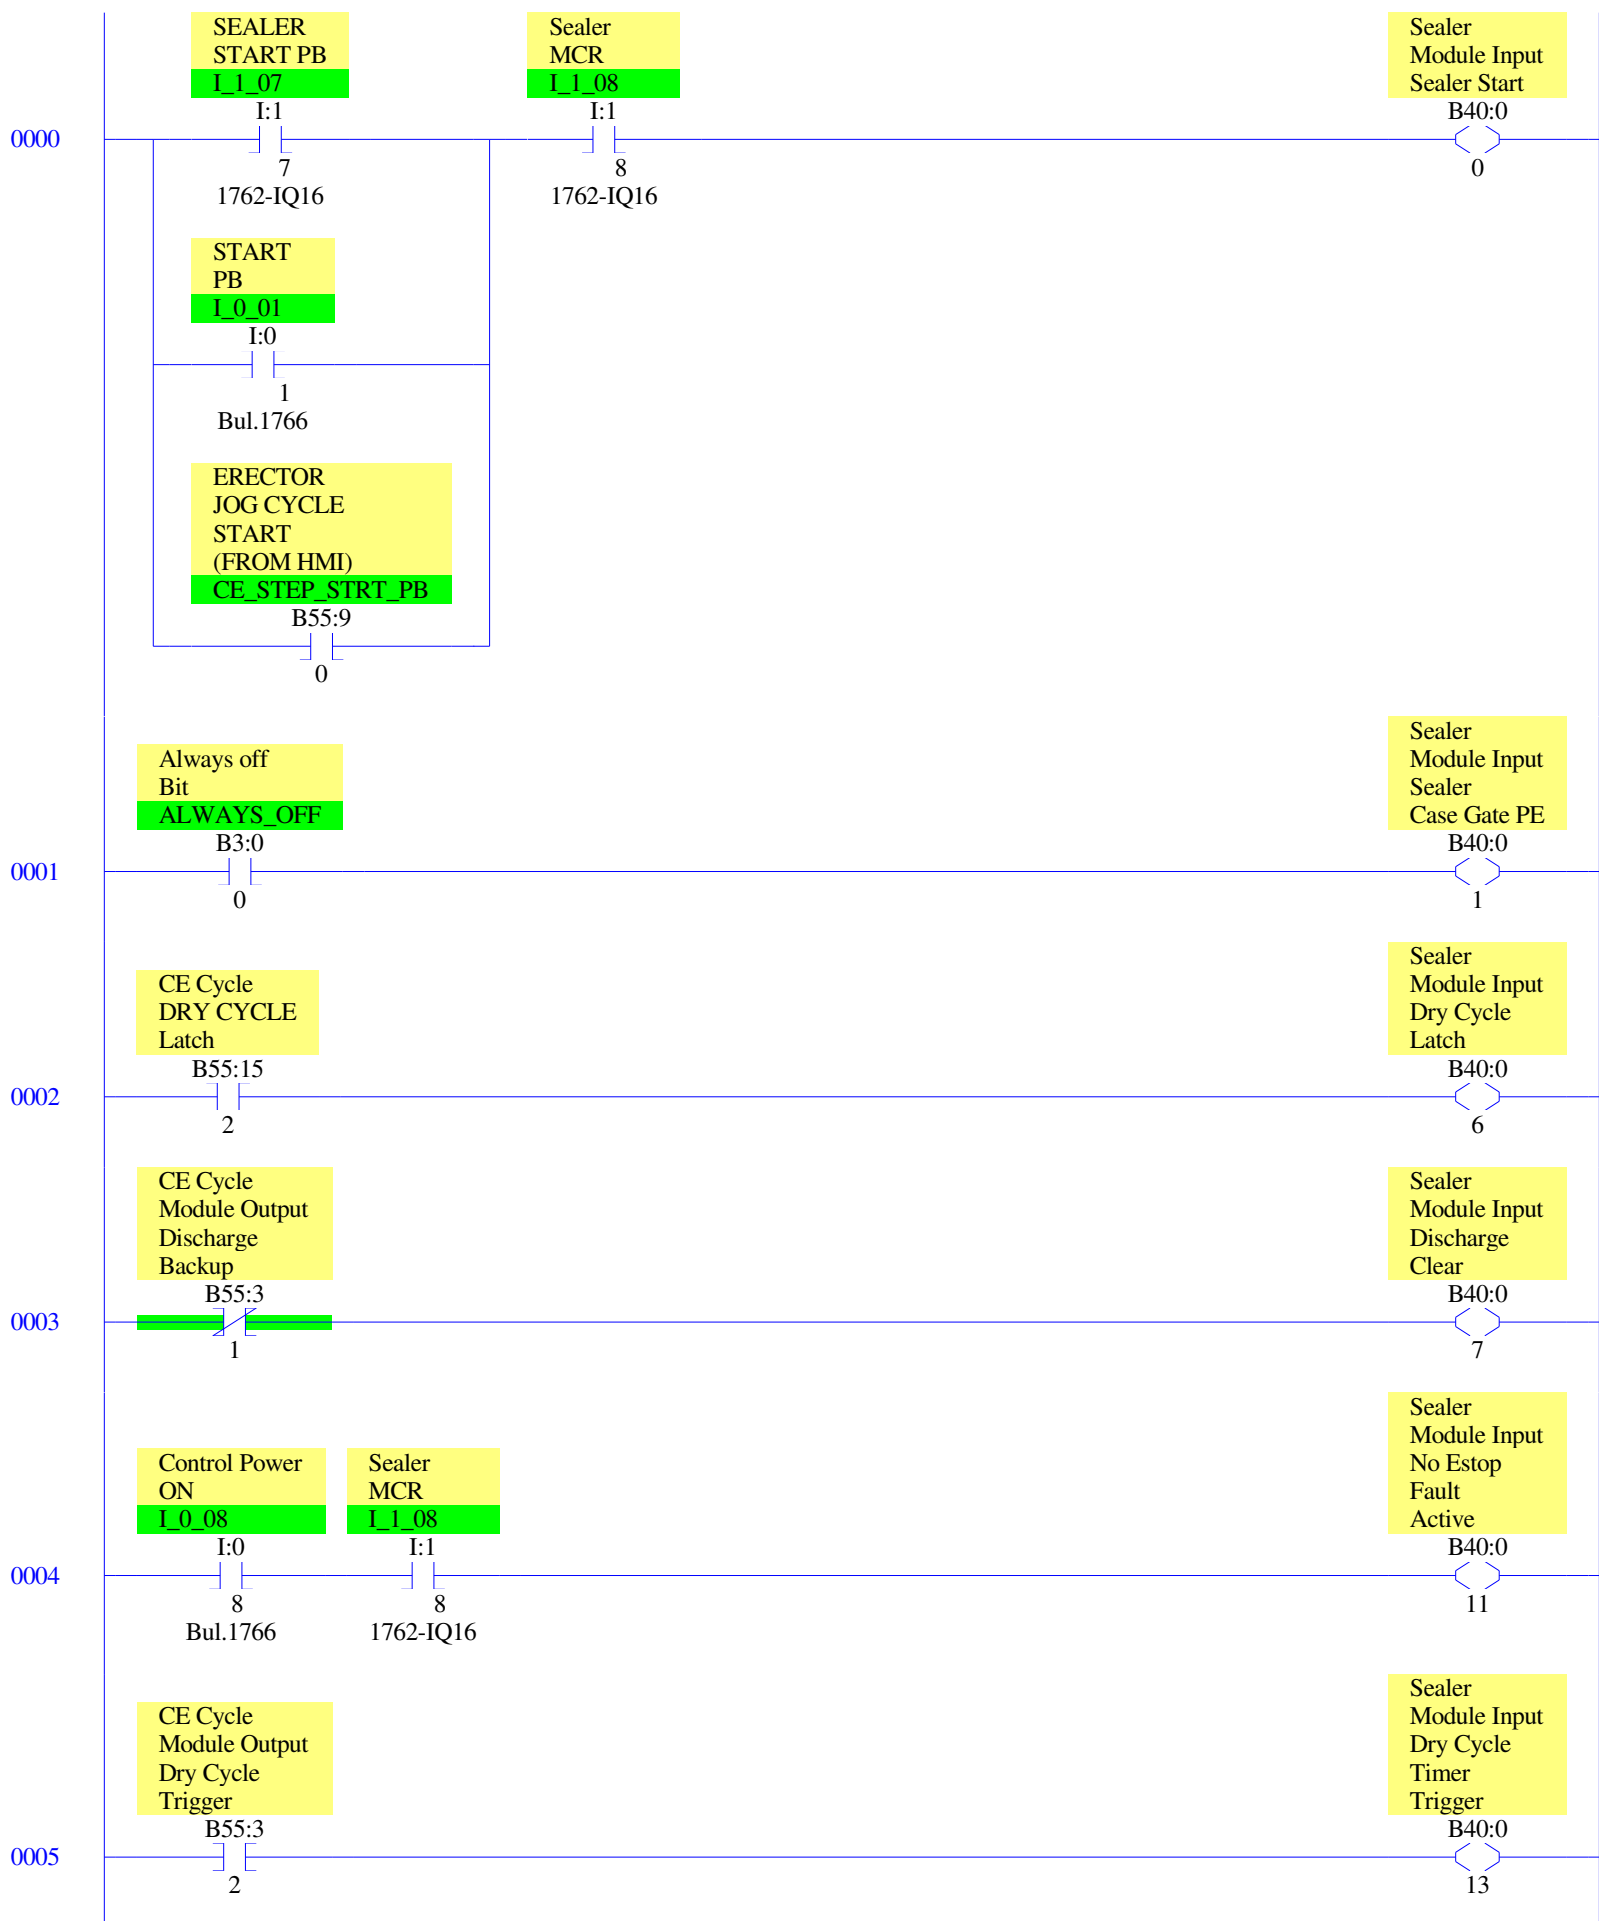 SEALER
START PB
I_1_07
I:1
7
1762-IQ16
Sealer
MCR
I_1_08
I:1
8
1762-IQ16
Sealer
Module Input
Sealer Start
B40:0
0
0000
START
PB
I_0_01
I:0
1
Bul.1766
ERECTOR
JOG CYCLE
START
(FROM HMI)
CE_STEP_STRT_PB
B55:9
0
Always off
Bit
ALWAYS_OFF
B3:0
0
Sealer
Module Input
Sealer
Case Gate PE
B40:0
1
0001
CE Cycle
DRY CYCLE
Latch
B55:15
2
Sealer
Module Input
Dry Cycle
Latch
B40:0
6
0002
CE Cycle
Module Output
Discharge
Backup
B55:3
1
Sealer
Module Input
Discharge
Clear
B40:0
7
0003
Control Power
ON
I_0_08
I:0
8
Bul.1766
Sealer
MCR
I_1_08
I:1
8
1762-IQ16
Sealer
Module Input
No Estop
Fault
Active
B40:0
11
0004
CE Cycle
Module Output
Dry Cycle
Trigger
B55:3
2
Sealer
Module Input
Dry Cycle
Timer
Trigger
B40:0
13
0005